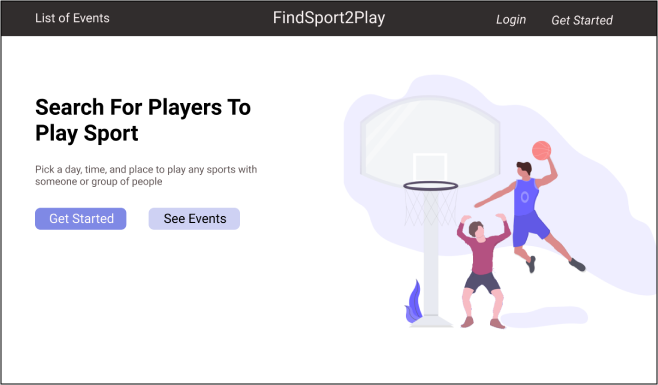 List of Events
FindSport2Play
Login
Get Started
Search For Players To
Play Sport
Pick a day, time, and place to play any sports with
someone or group of people
Get Started
See Events